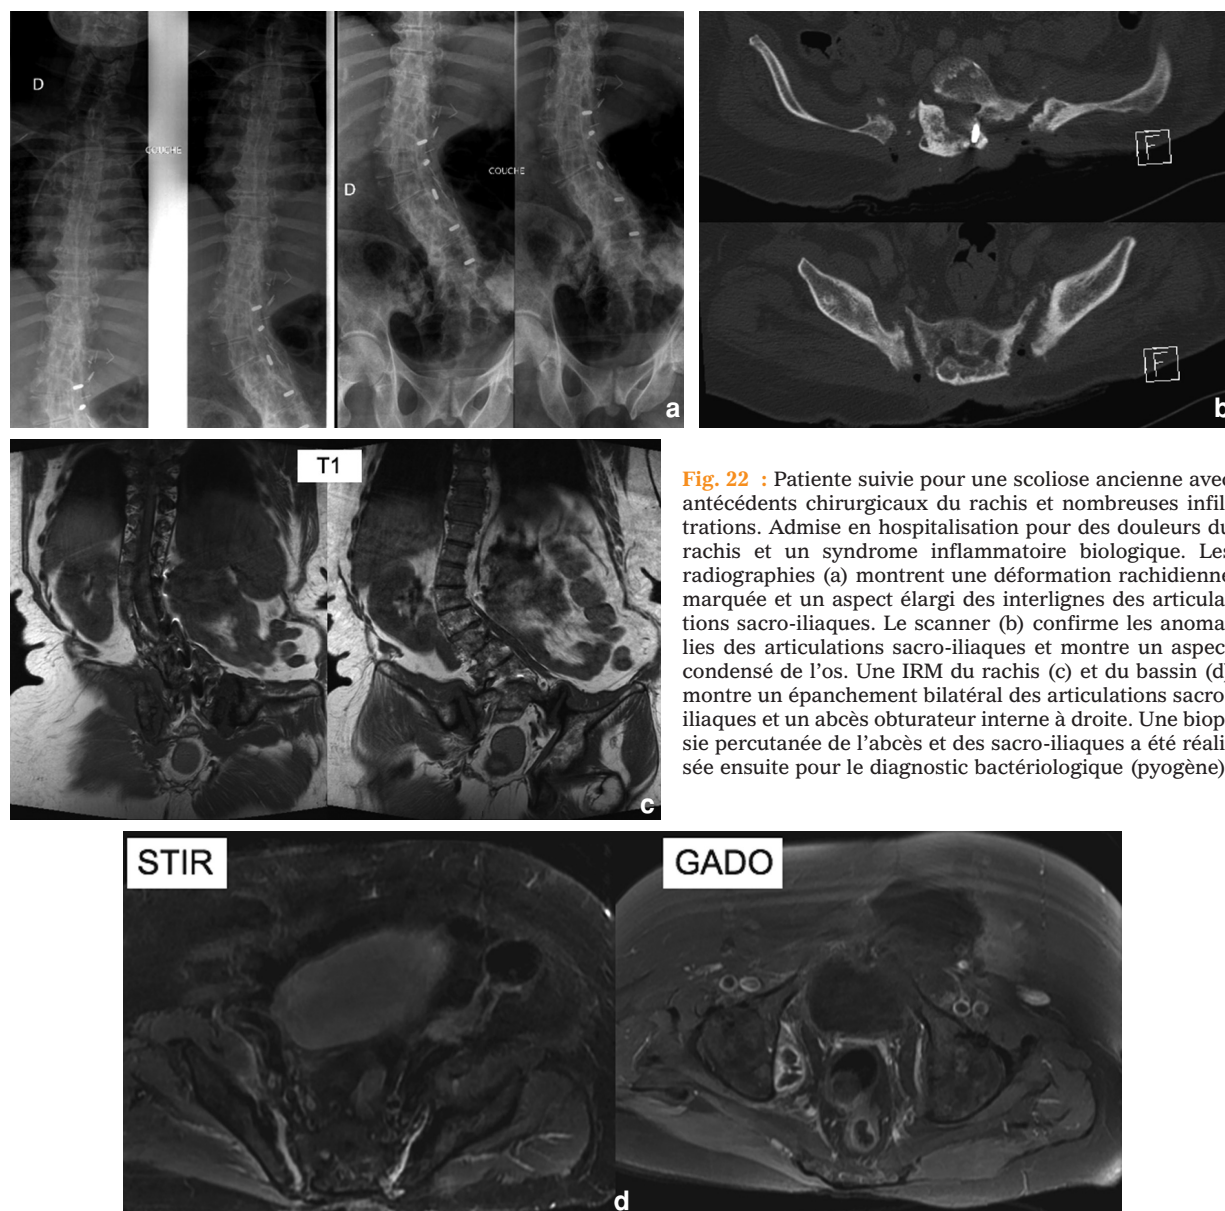 D
COUCHE
D
COUCHE
a
F
F
b
T1
c
Fig. 22 : Patiente suivie pour une scoliose ancienne avec
antécédents chirurgicaux du rachis et nombreuses infil
trations. Admise en hospitalisation pour des douleurs du
rachis et un syndrome inflammatoire biologique. Les
radiographies (a) montrent une déformation rachidienne
marquée et un aspect élargi des interlignes des articula
tions sacro-iliaques. Le scanner (b) confirme les anoma
lies des articulations sacro-iliaques et montre un aspec
condensé de l'os. Une IRM du rachis (c) et du bassin (d)
montre un épanchement bilatéral des articulations sacro
iliaques et un abcès obturateur interne à droite. Une biop
sie percutanée de l'abcès et des sacro-iliaques a été réali
sée ensuite pour le diagnostic bactériologique (pyogène)
STIR
GADO
d